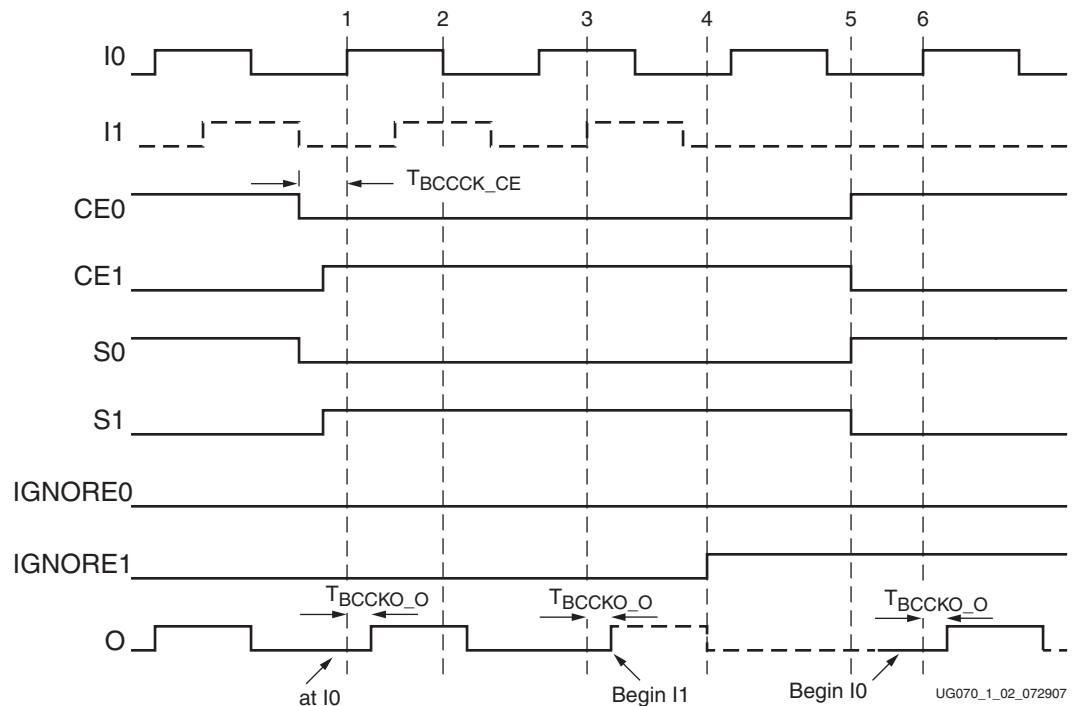 1 2 3 4 5 6
I0
I1
TBCCCK_CE
CE0
CE1
S0
S1
IGNORE0
IGNORE1
TBCCKO_O TBCCKO_O TBCCKO_O
O
at I0 Begin I1 Begin I0
UG070_1_02_072907